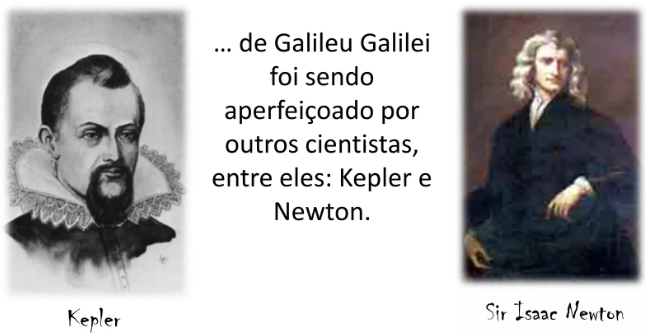 … de Galileu Galilei
foi sendo
aperfeiçoado por
outros cientistas,
entre eles: Kepler e
Newton.
Kepler
Sir Isaac Newton